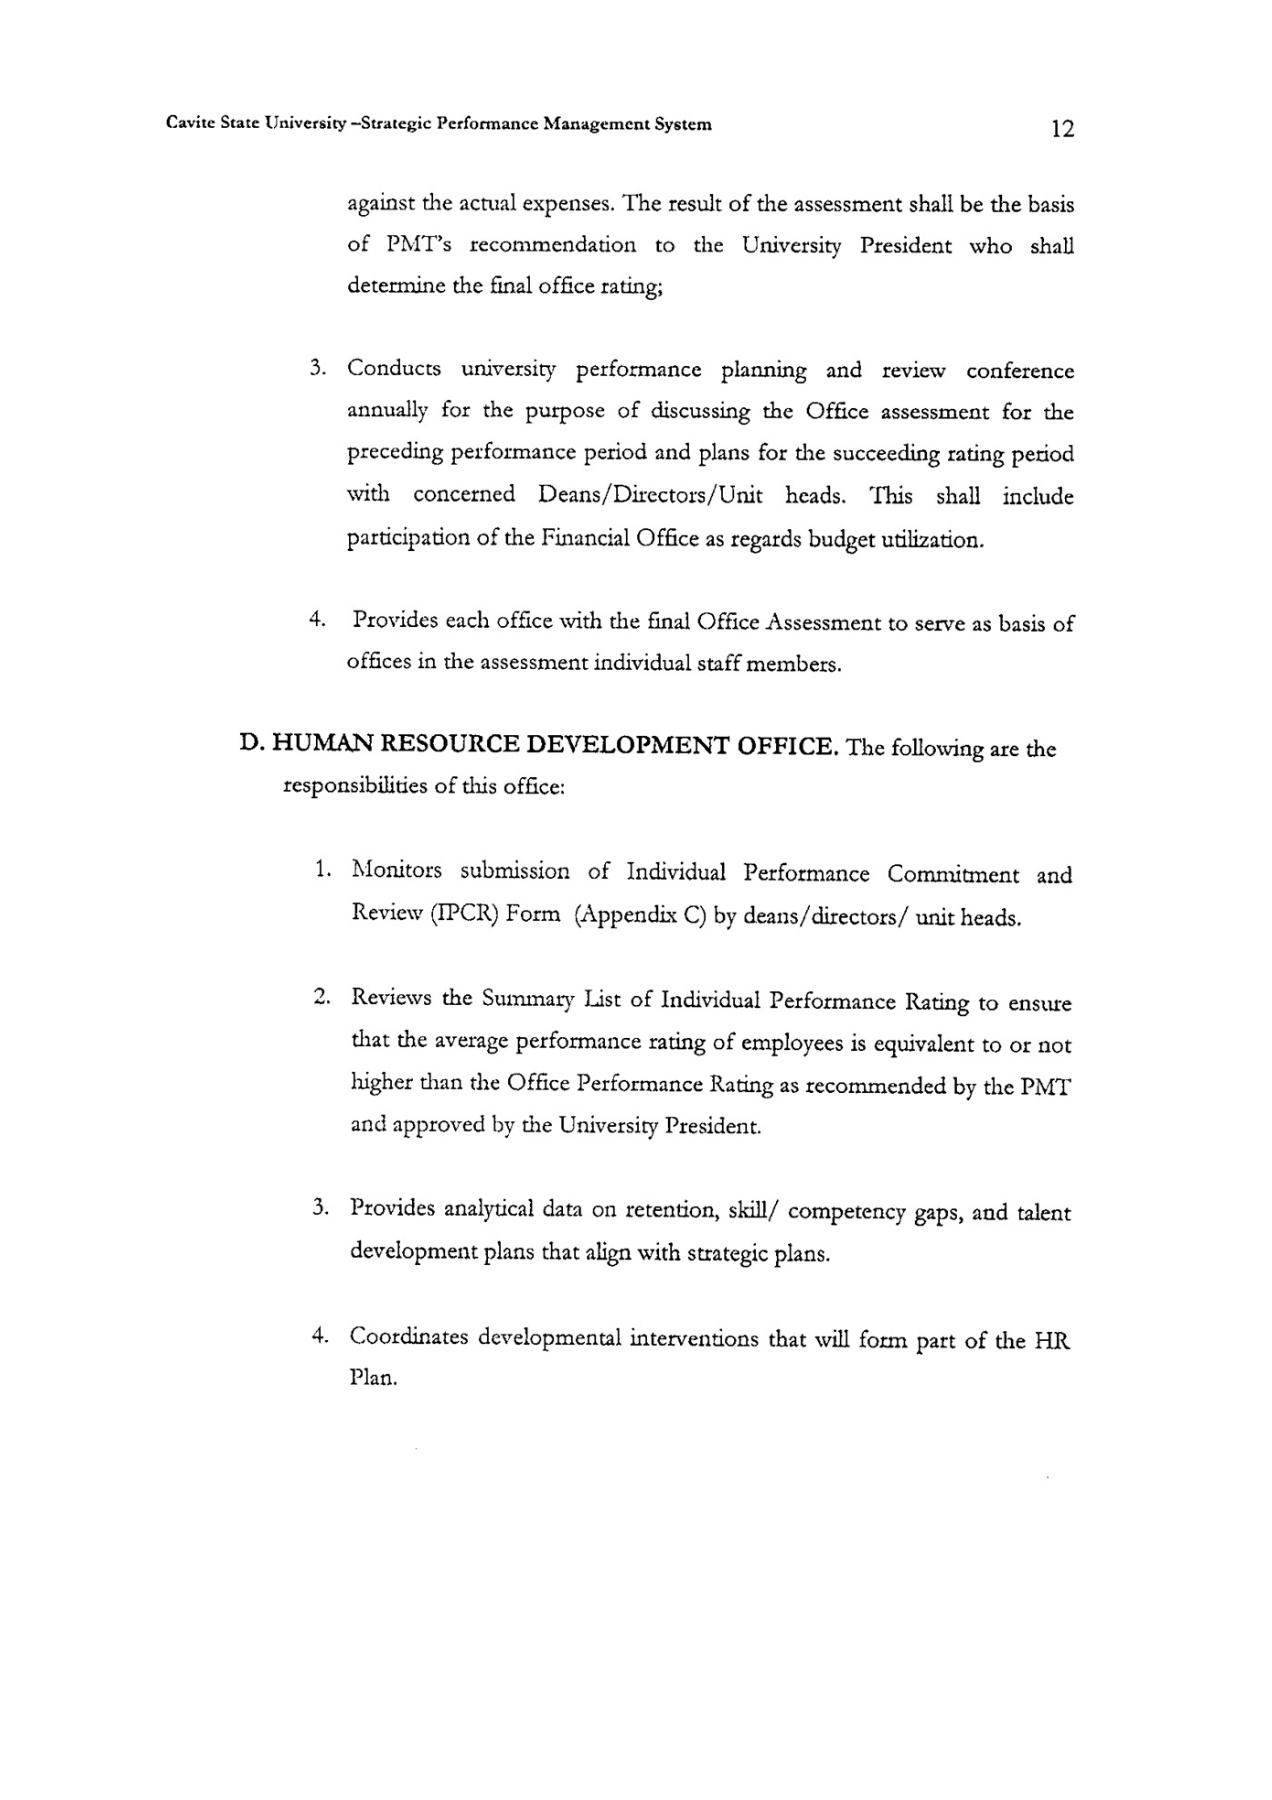 Cavite State University –Strategic Performance Management System 12
against the actual expenses. The result of the assessment shall be the basis
of PMT's recommendation to the University President who shall
determine the final office rating;
3. Conducts university performance planning and review conference
annually for the purpose of discussing the Office assessment for the
preceding performance period and plans for the succeeding rating period
with concerned Deans/Directors/Unit heads. This shall include
participation of the Financial Office as regards budget utilization.
4. Provides each office with the final Office Assessment to serve as basis of
offices in the assessment individual staff members.
D. HUMAN RESOURCE DEVELOPMENT OFFICE. The following are the
responsibilities of this office:
1. Monitors submission of Individual Performance Commitment and
Review (IPCR) Form (Appendix C) by deans/directors/ unit heads.
2. Reviews the Summary List of Individual Performance Rating to ensure
that the average performance rating of employees is equivalent to or not
higher than the Office Performance Rating as recommended by the PMT
and approved by the University President.
3. Provides analytical data on retention, skill/ competency gaps, and talent
development plans that align with strategic plans.
4. Coordinates developmental interventions that will form part of the HR
Plan.